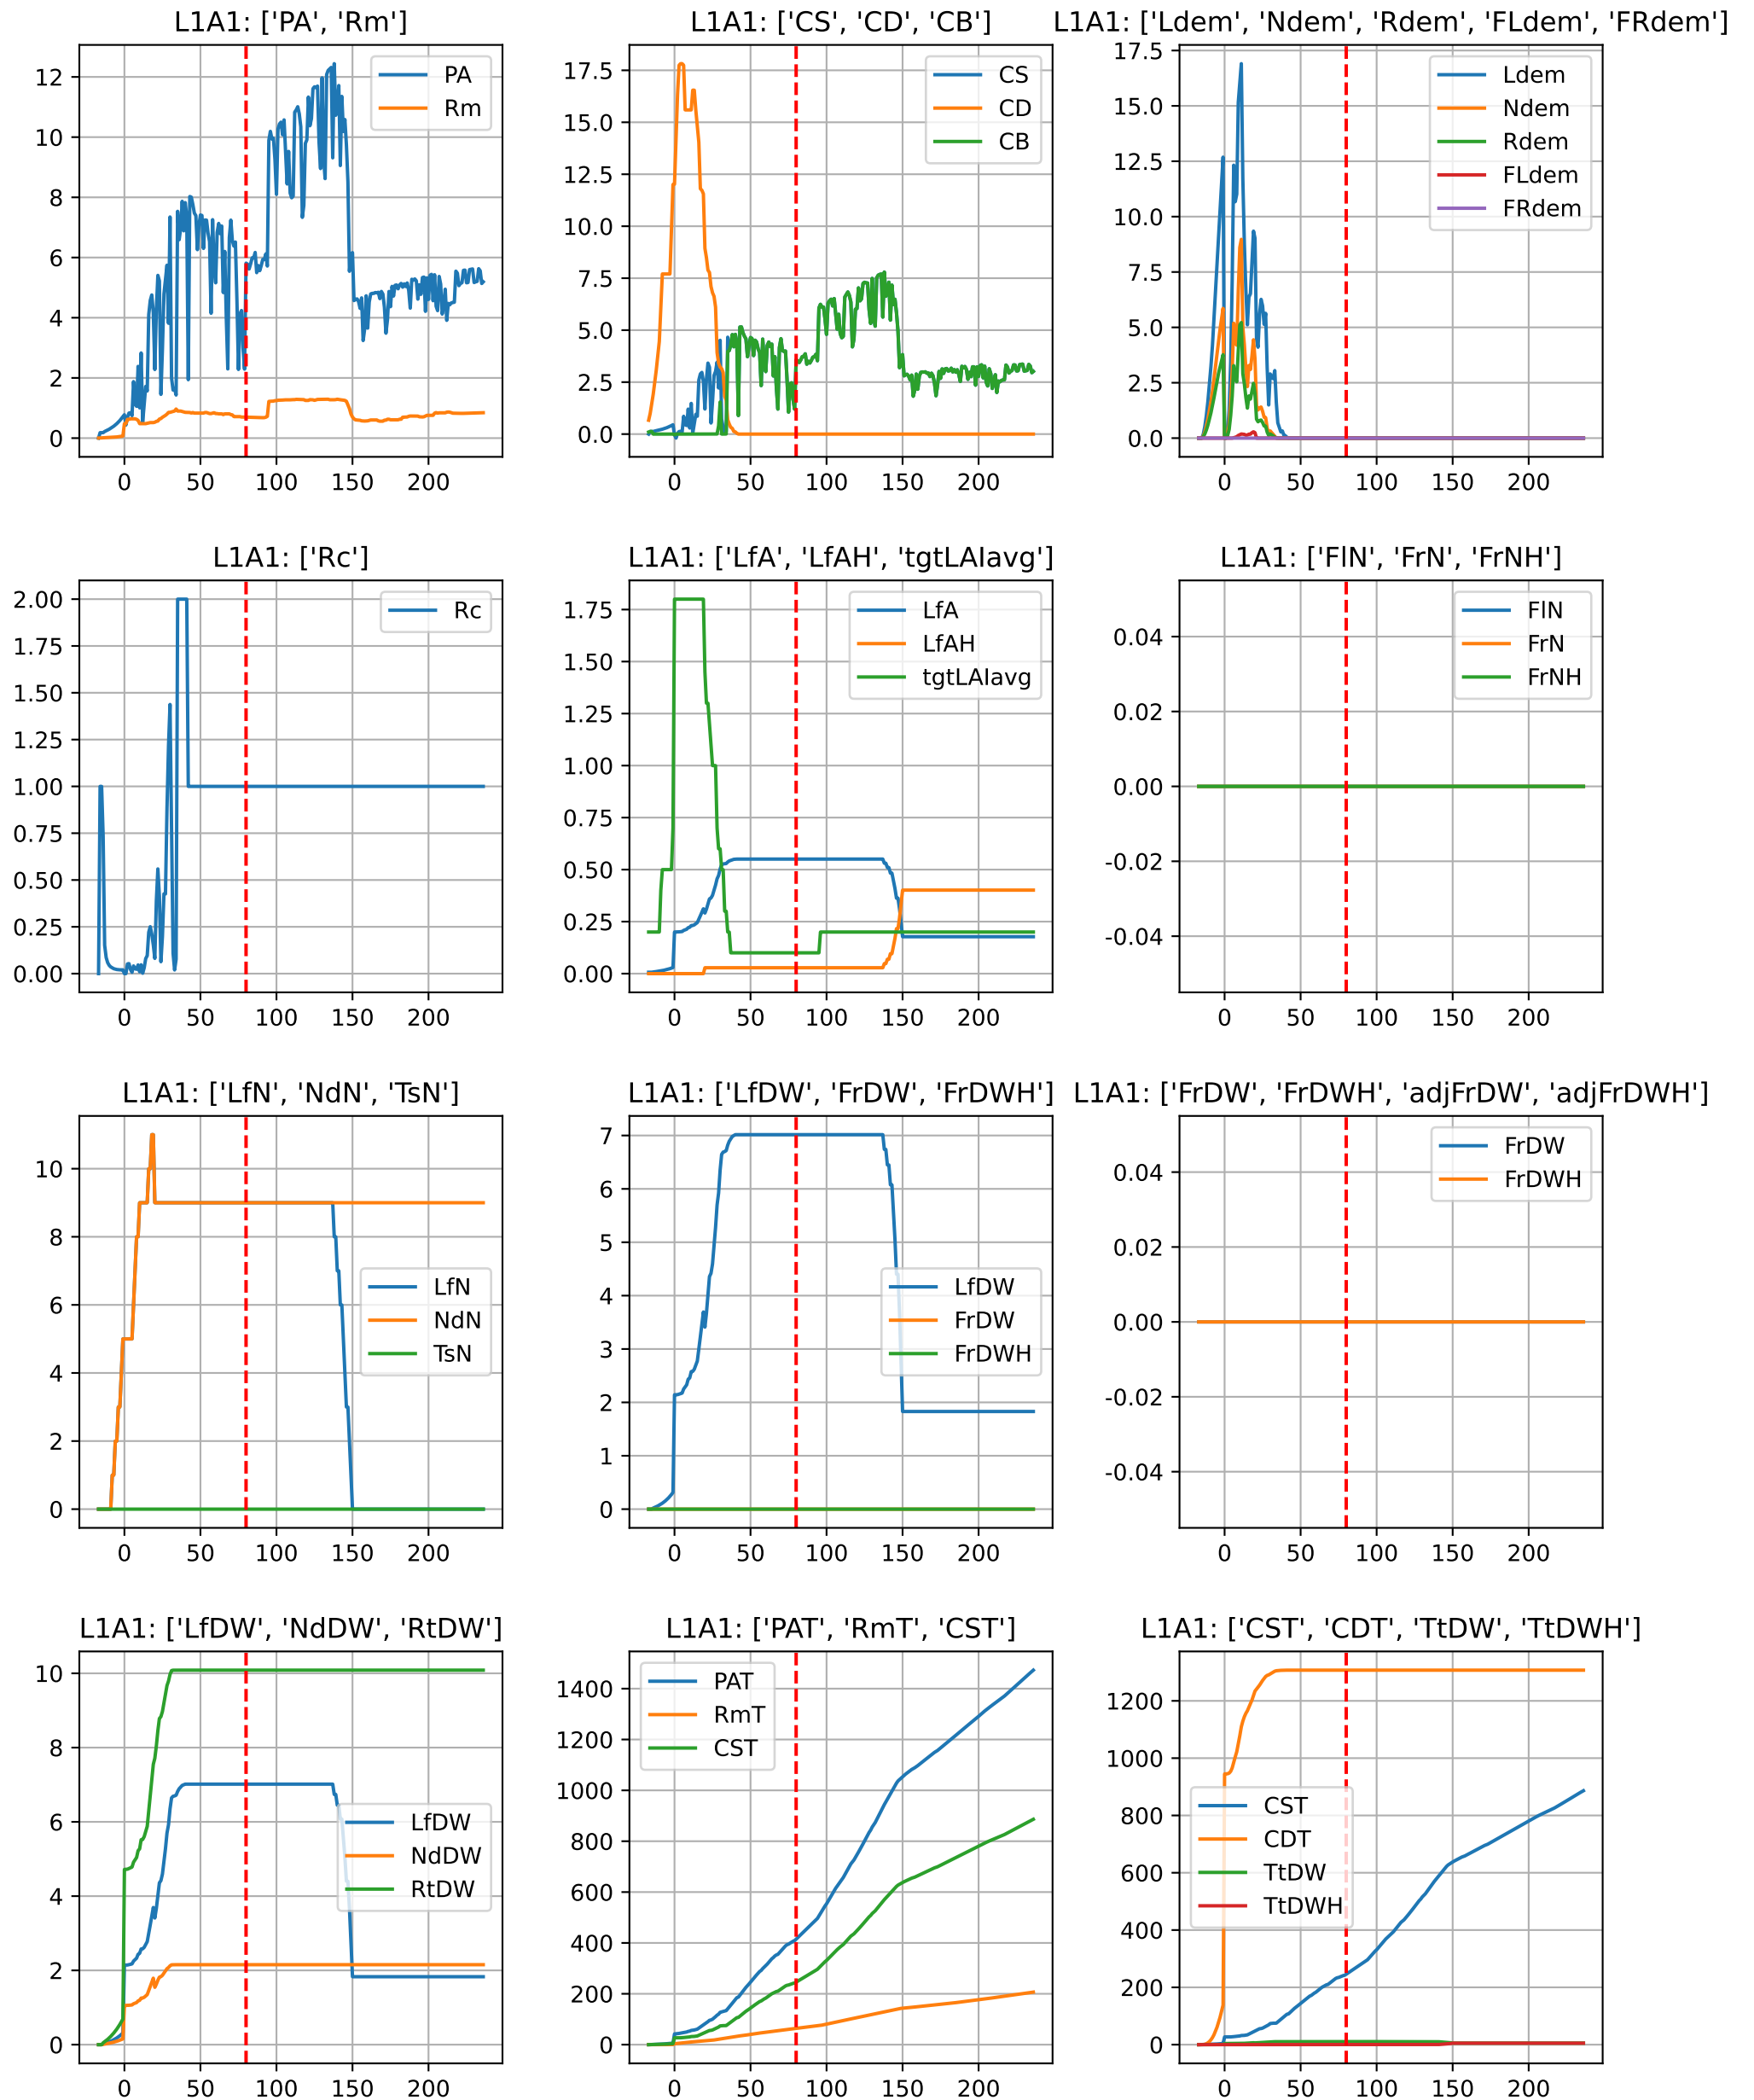 L1A1: ['PA', 'Rm']
12
10
8
6
4
2
0
0 50 100 150 200
PA
Rm
L1A1: ['CS', 'CD', 'CB']
17.5
15.0
12.5
10.0
7.5
5.0
2.5
0.0
0 50 100 150 200
CS
CD
CB
L1A1: ['Ldem', 'Ndem', 'Rdem', 'FLdem', 'FRdem']
17.5
15.0
12.5
10.0
7.5
5.0
2.5
0.0
0 50 100 150 200
Ldem
Ndem
Rdem
FLdem
FRdem
L1A1: ['Rc']
2.00
1.75
1.50
1.25
1.00
0.75
0.50
0.25
0.00
0 50 100 150 200
Rc
L1A1: ['LfA', 'LfAH', 'tgtLAIavg']
1.75
1.50
1.25
1.00
0.75
0.50
0.25
0.00
0 50 100 150 200
LfA
LfAH
tgtLAIavg
L1A1: ['FlN', 'FrN', 'FrNH']
0.04
0.02
0.00
-0.02
-0.04
0 50 100 150 200
FlN
FrN
FrNH
L1A1: ['LfN', 'NdN', 'TsN']
10
8
6
4
2
0
0 50 100 150 200
LfN
NdN
TsN
L1A1: ['LfDW', 'FrDW', 'FrDWH']
7
6
5
4
3
2
1
0
0 50 100 150 200
LfDW
FrDW
FrDWH
L1A1: ['FrDW', 'FrDWH', 'adjFrDW', 'adjFrDWH']
0.04
0.02
0.00
-0.02
-0.04
0 50 100 150 200
FrDW
FrDWH
L1A1: ['LfDW', 'NdDW', 'RtDW']
10
8
6
4
2
0
0 50 100 150 200
LfDW
NdDW
RtDW
L1A1: ['PAT', 'RmT', 'CST']
1400
1200
1000
800
600
400
200
0
0 50 100 150 200
PAT
RmT
CST
L1A1: ['CST', 'CDT', 'TtDW', 'TtDWH']
1200
1000
800
600
400
200
0
0 50 100 150 200
CST
CDT
TtDW
TtDWH